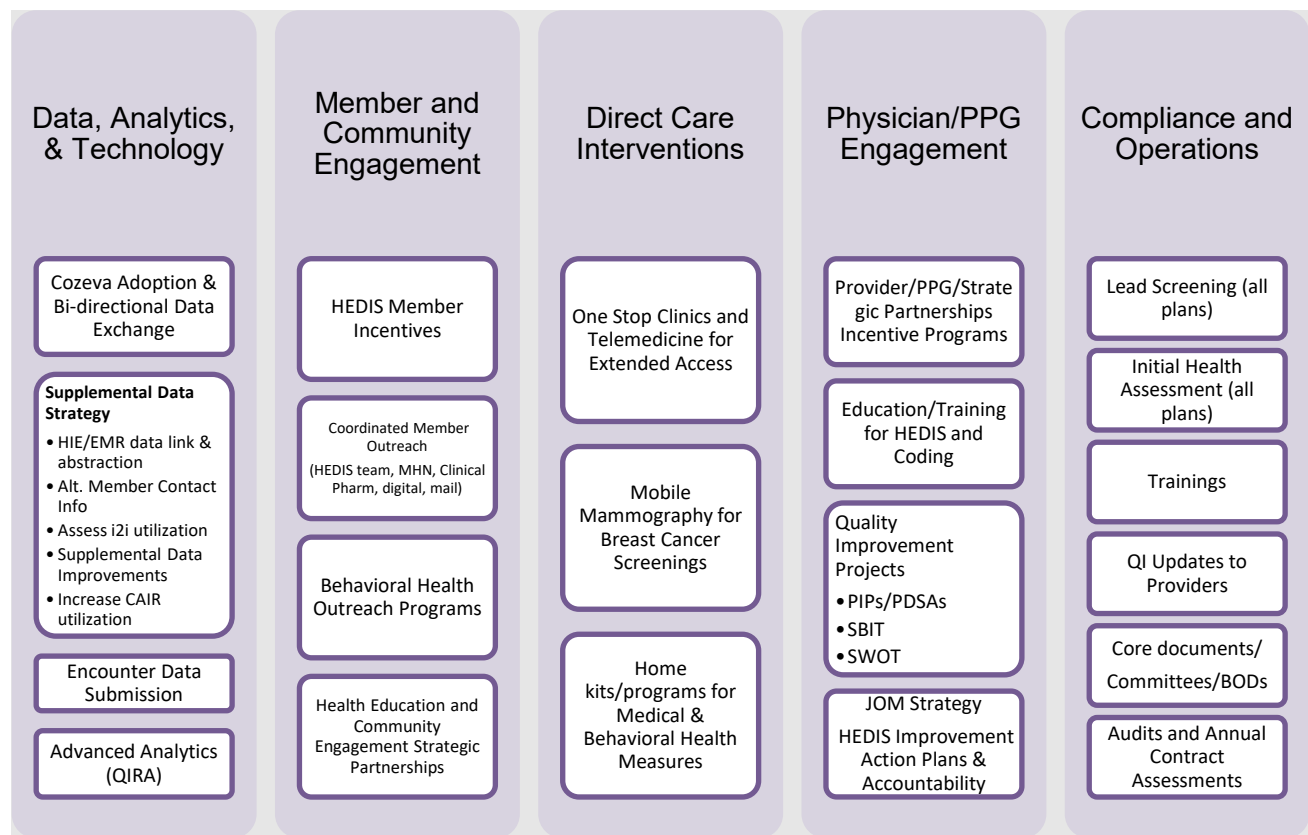 Data, Analytics,
& Technology
Cozeva Adoption &
Bi-directional Data
Exchange
Supplemental Data
Strategy
• HIE/EMR data link &
abstraction
• Alt. Member Contact
Info
• Assess i2i utilization
• Supplemental Data
Improvements
• Increase CAIR
utilization
Encounter Data
Submission
Advanced Analytics
(QIRA)
Member and
Community
Engagement
HEDIS Member
Incentives
Coordinated Member
Outreach
(HEDIS team, MHN, Clinical
Pharm, digital, mail)
Behavioral Health
Outreach Programs
Health Education and
Community
Engagement Strategic
Partnerships
Direct Care
Interventions
One Stop Clinics and
Telemedicine for
Extended Access
Mobile
Mammography for
Breast Cancer
Screenings
Home
kits/programs for
Medical &
Behavioral Health
Measures
Physician/PPG
Engagement
Provider/PPG/Strate
gic Partnerships
Incentive Programs
Education/Training
for HEDIS and
Coding
Quality
Improvement
Projects
•PIPs/PDSAs
•SBIT
•SWOT
JOM Strategy
HEDIS Improvement
Action Plans &
Accountability
Compliance and
Operations
Lead Screening (all
plans)
Initial Health
Assessment (all
plans)
Trainings
QI Updates to
Providers
Core documents/
Committees/BODs
Audits and Annual
Contract
Assessments